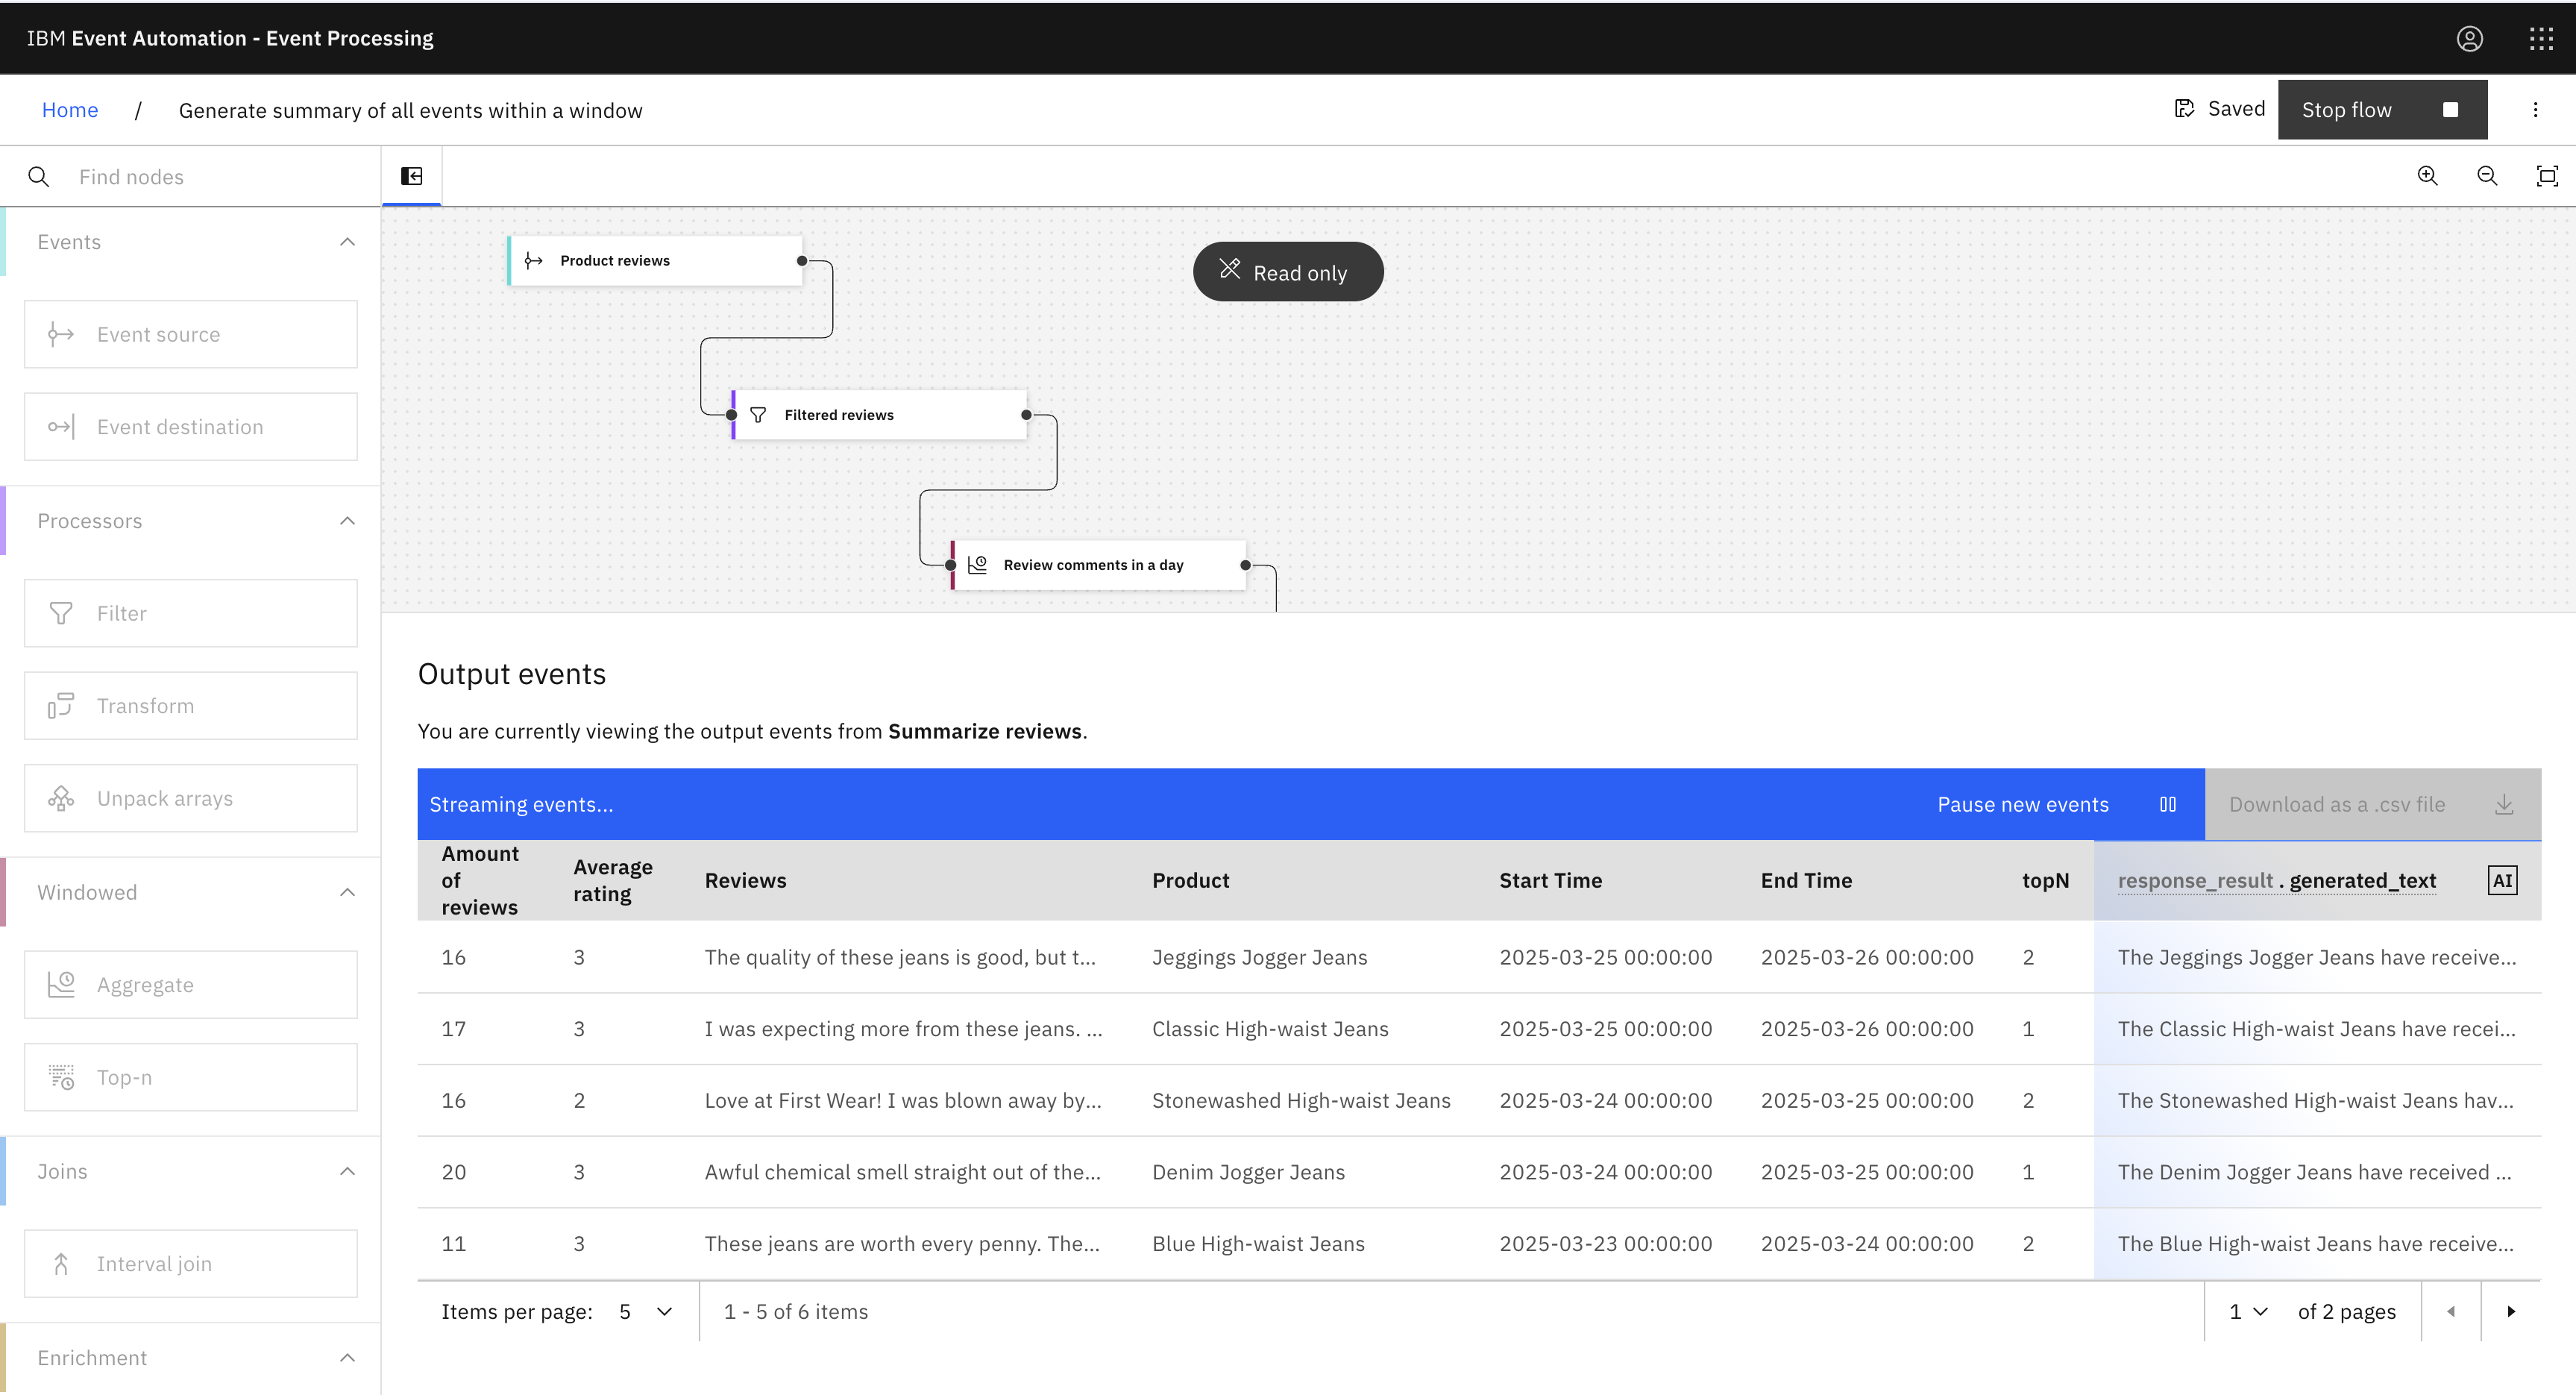 IBM Event Automation - Event Processing
Home / Generate summary of all events within a window
Saved
Stop flow
Find nodes
Events
Event source
Event destination
Processors
Filter
Transform
Unpack arrays
Windowed
Aggregate
Top-n
Joins
Interval join
Enrichment
Product reviews
Read only
Filtered reviews
Review comments in a day
Output events
You are currently viewing the output events from Summarize reviews.
Streaming events...
Pause new events
Download as a .csv file
Amount of reviews Average rating Reviews Product Start Time End Time topN response_result . generated_text AI
16 3 The quality of these jeans is good, but t... Jeggings Jogger Jeans 2025-03-25 00:00:00 2025-03-26 00:00:00 2 The Jeggings Jogger Jeans have receive...
17 3 I was expecting more from these jeans. ... Classic High-waist Jeans 2025-03-25 00:00:00 2025-03-26 00:00:00 1 The Classic High-waist Jeans have recei...
16 2 Love at First Wear! I was blown away by... Stonewashed High-waist Jeans 2025-03-24 00:00:00 2025-03-25 00:00:00 2 The Stonewashed High-waist Jeans hav...
20 3 Awful chemical smell straight out of the... Denim Jogger Jeans 2025-03-24 00:00:00 2025-03-25 00:00:00 1 The Denim Jogger Jeans have received ...
11 3 These jeans are worth every penny. The... Blue High-waist Jeans 2025-03-23 00:00:00 2025-03-24 00:00:00 2 The Blue High-waist Jeans have receive...
Items per page: 5 1 - 5 of 6 items 1 of 2 pages